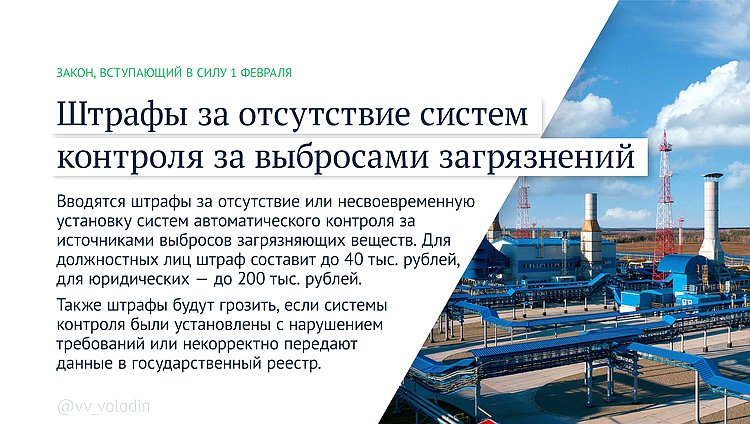 ЗАКОН, ВСТУПАЮЩИЙ В СИЛУ 1 ФЕВРАЛЯ
Штрафы за отсутствие систем
контроля за выбросами загрязнений
Вводятся штрафы за отсутствие или несвоевременную
установку систем автоматического контроля за
источниками выбросов загрязняющих веществ. Для
должностных лиц штраф составит до 40 тыс. рублей,
для юридических — до 200 тыс. рублей.
Также штрафы будут грозить, если системы
контроля были установлены с нарушением
требований или некорректно передают
данные в государственный реестр.
@vv_volodin